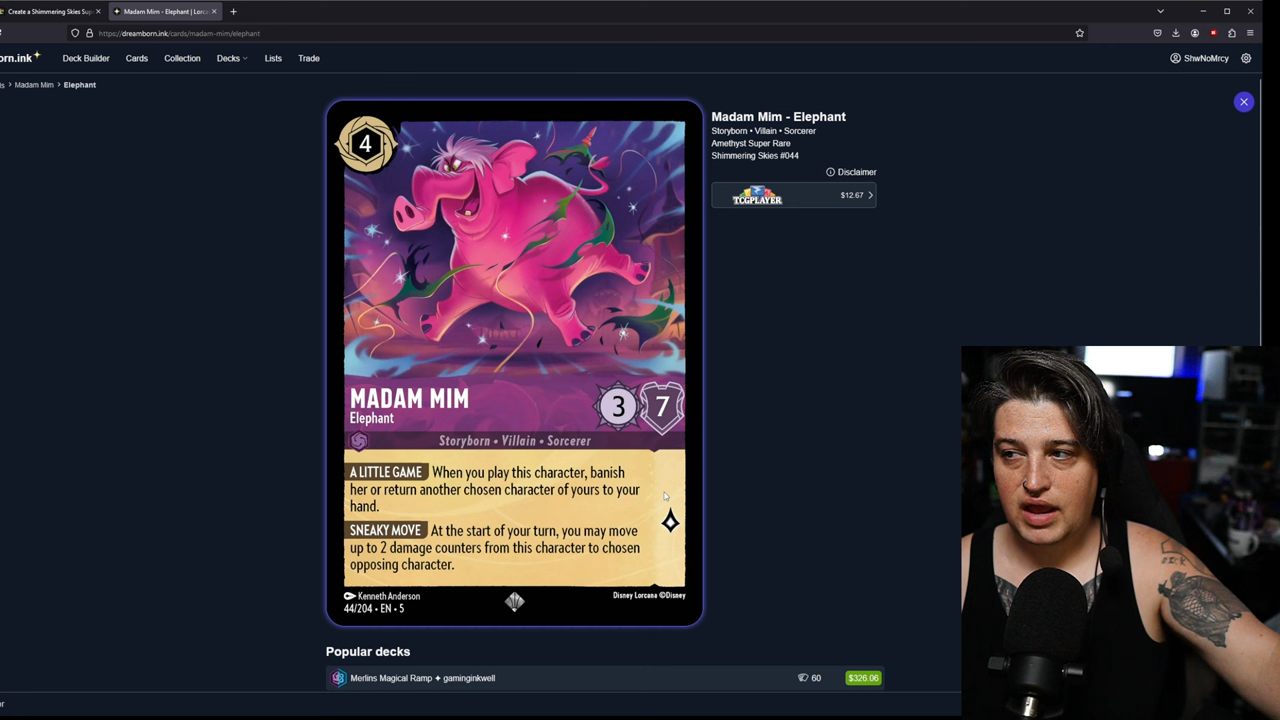 Create a Shimmering Skies Sup
Madam Mim - Elephant | Lorc
https://dreamborn.ink/cards/madam-mim/elephant
orn.ink
Deck Builder
Cards
Collection
Decks
Lists
Trade
ShwNoMrcy
ds > Madam Mim > Elephant
4
MADAM MIM
Elephant
3
7
Storyborn • Villain • Sorcerer
A LITTLE GAME When you play this character, banish
her or return another chosen character of yours to your
hand.
SNEAKY MOVE At the start of your turn, you may move
up to 2 damage counters from this character to chosen
opposing character.
Kenneth Anderson
44/204 • EN • 5
Disney Lorcana ©Disney
Madam Mim - Elephant
Storyborn • Villain • Sorcerer
Amethyst Super Rare
Shimmering Skies #044
Disclaimer
TCGPLAYER
$12.67
Popular decks
Merlins Magical Ramp ✦ gaminginkwell
60
$326.06